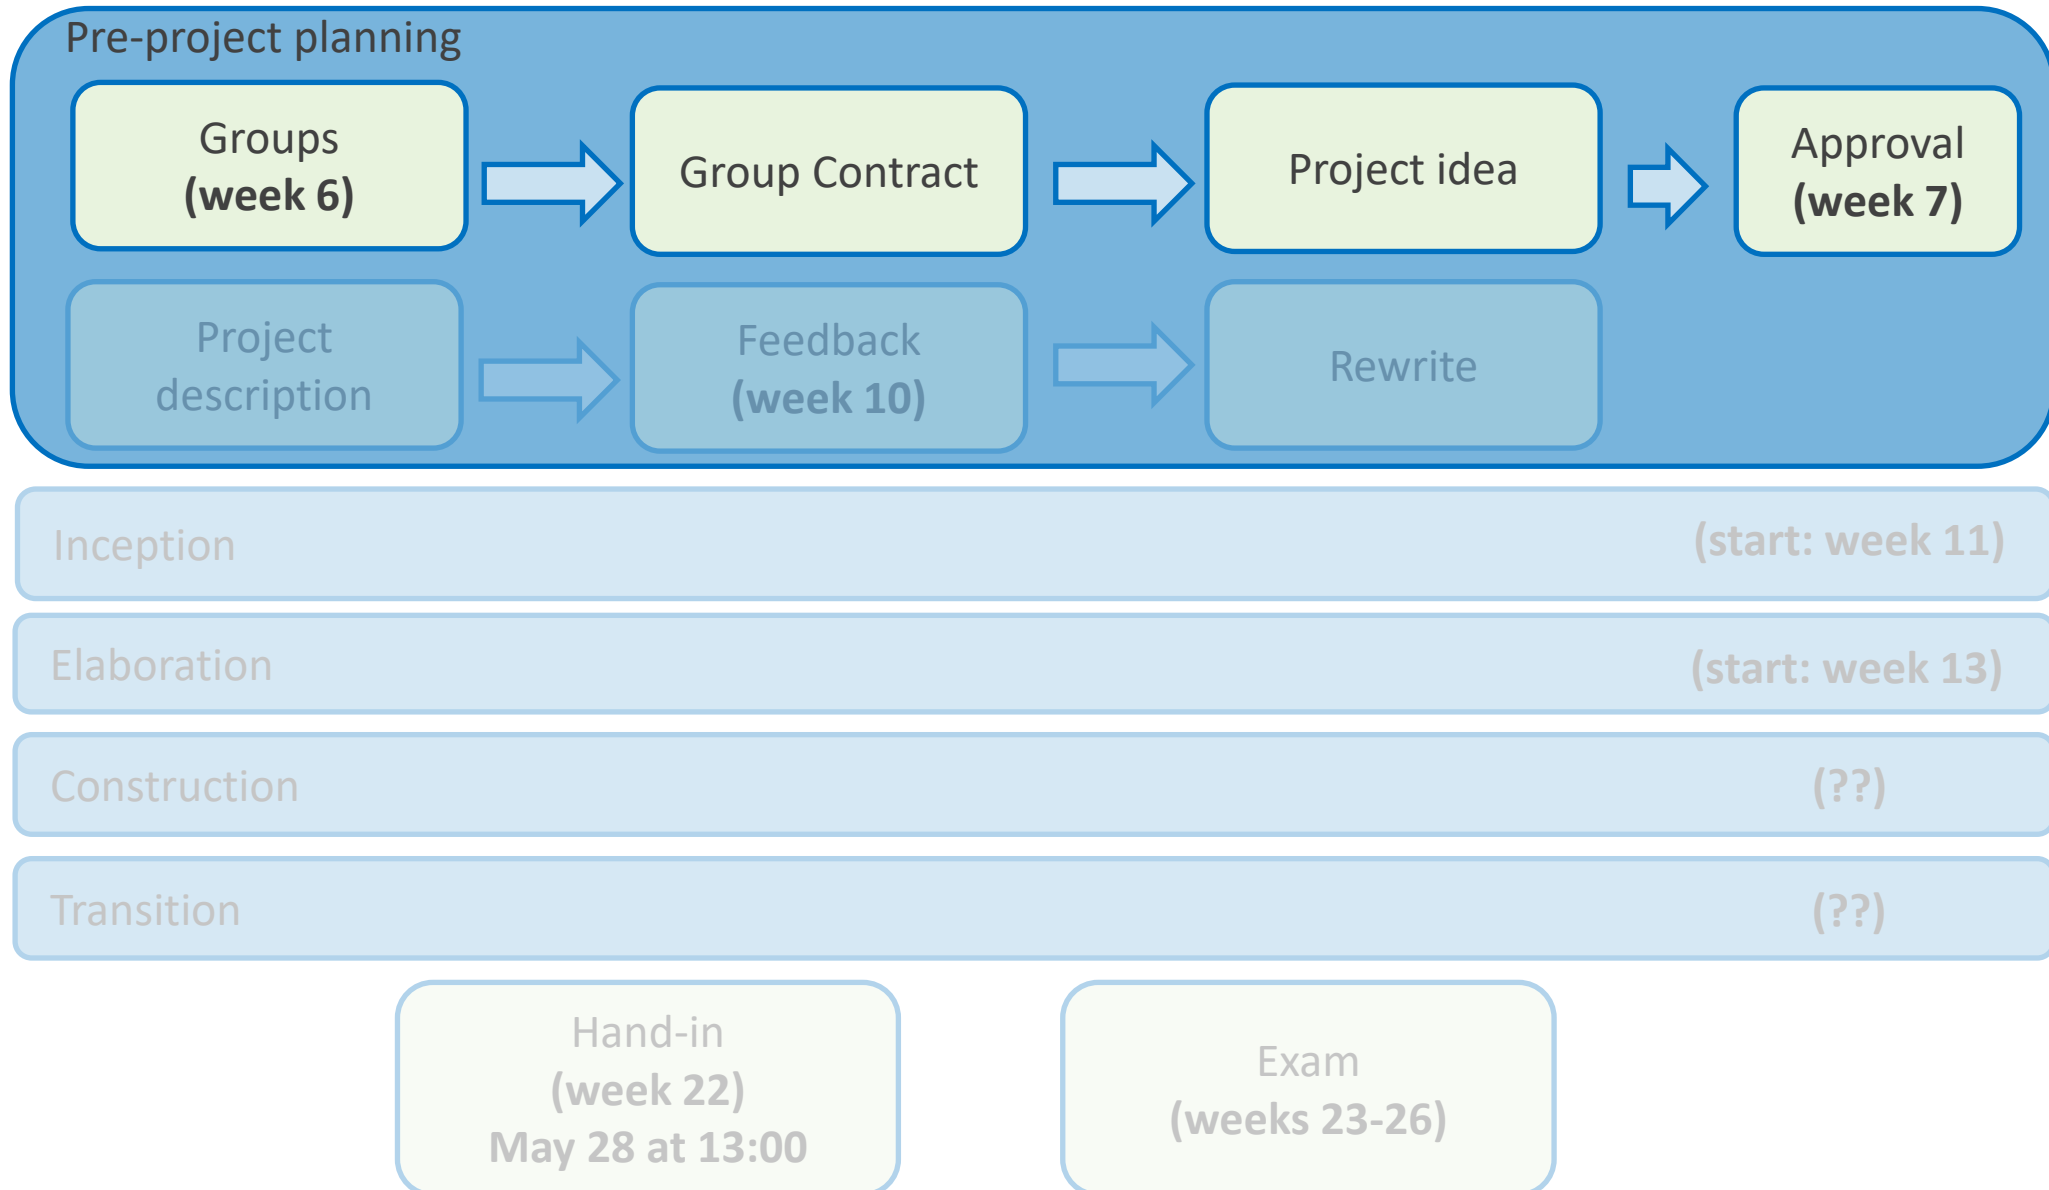 Pre-project planning
Groups
(week 6)
Group Contract
Project idea
Approval
(week 7)
Project
description
Feedback
(week 10)
Rewrite
Inception
(start: week 11)
Elaboration
(start: week 13)
Construction
(??)
Transition
(??)
Hand-in
(week 22)
May 28 at 13:00
Exam
(weeks 23-26)